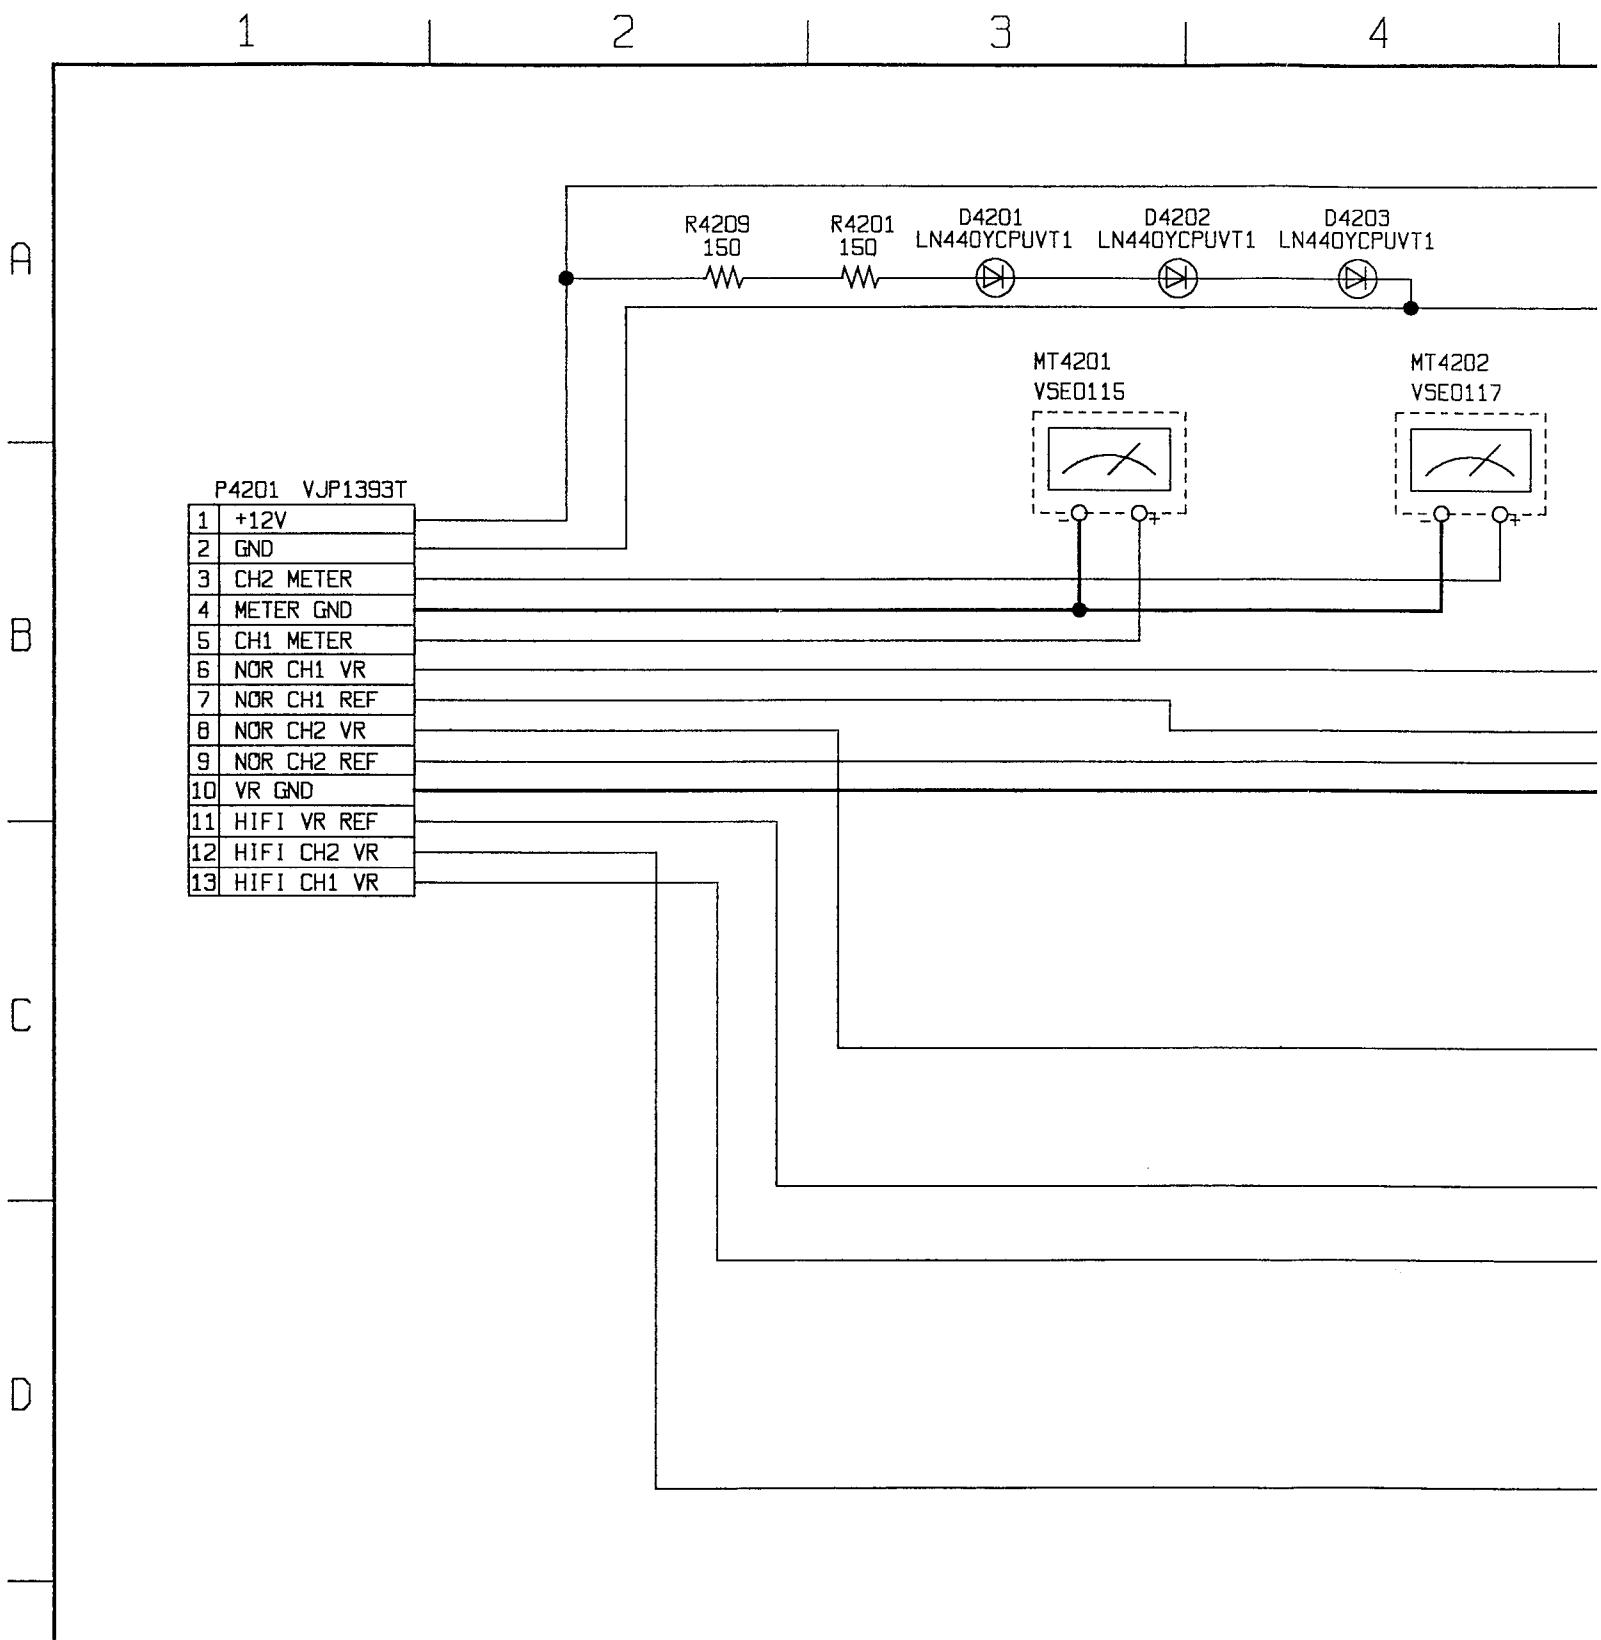 1 2 3 4
A
R4209
150
R4201
150
D4201
LN440YCPUVT1
D4202
LN440YCPUVT1
D4203
LN440YCPUVT1
MT4201
VSE0115
- +
MT4202
VSE0117
- +
B
P4201 VJP1393T
1 +12V
2 GND
3 CH2 METER
4 METER GND
5 CH1 METER
6 NOR CH1 VR
7 NOR CH1 REF
8 NOR CH2 VR
9 NOR CH2 REF
10 VR GND
11 HIFI VR REF
12 HIFI CH2 VR
13 HIFI CH1 VR
C
D